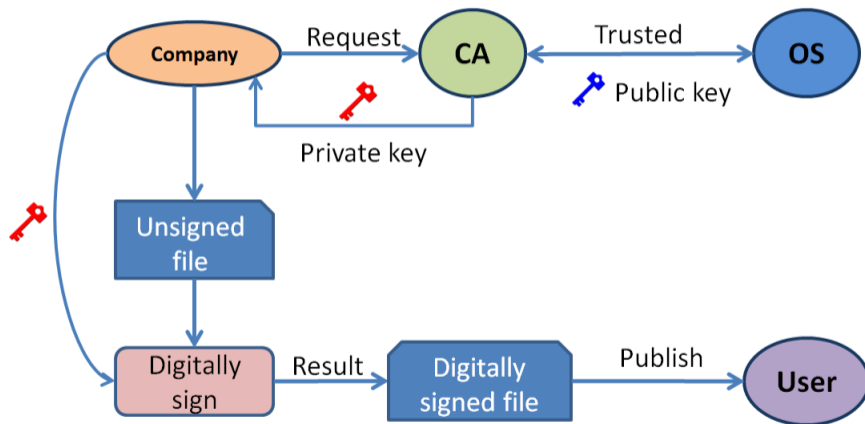 Company
Request
CA
Trusted
OS
Public key
Private key
Unsigned
file
Digitally
sign
Result
Digitally
signed file
Publish
User